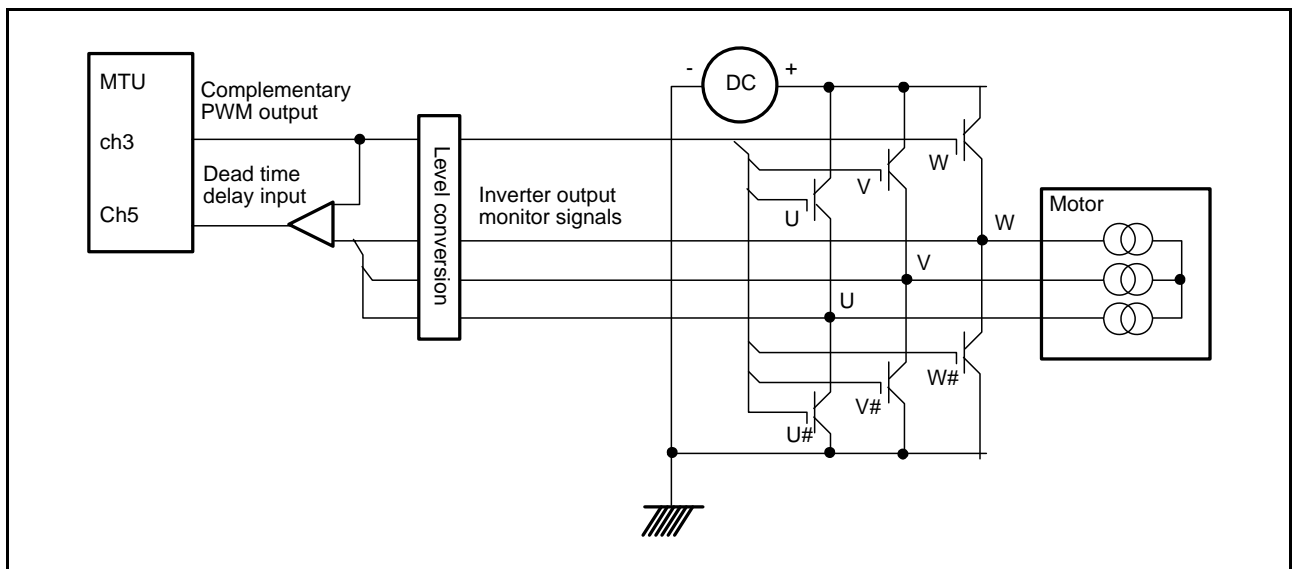 MTU
ch3
Ch5
Complementary
PWM output
Dead time
delay input
Level conversion
Inverter output
monitor signals
-
DC
+
W
V
U
W
V
U
W#
V#
U#
Motor